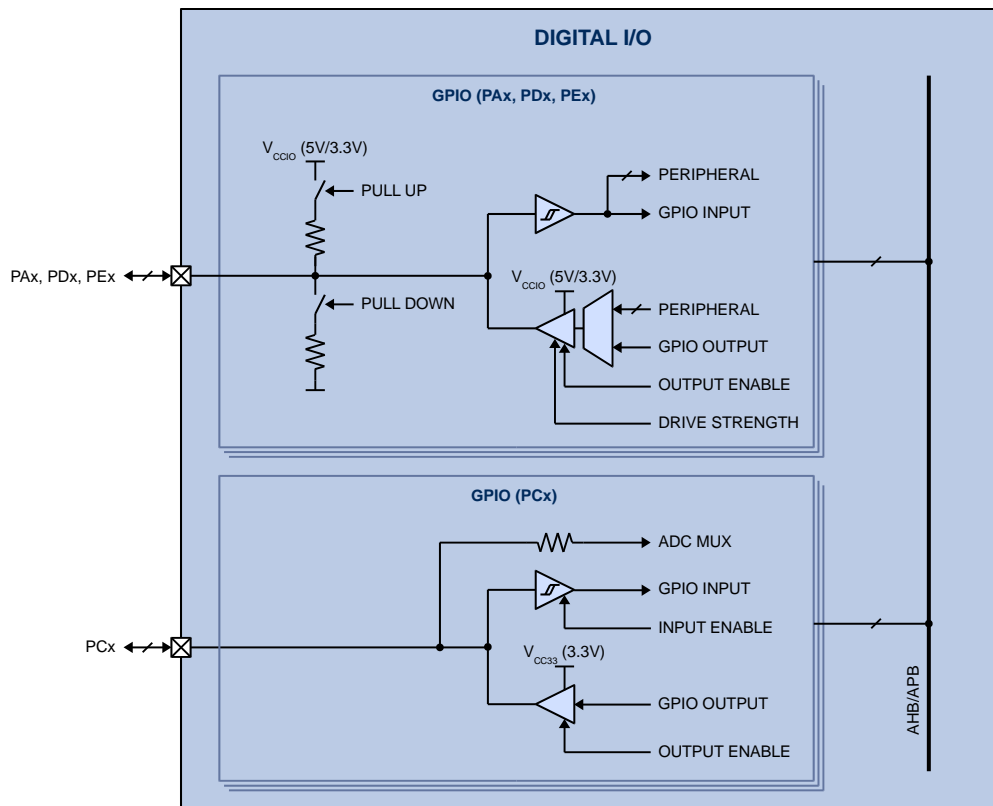 DIGITAL I/O
GPIO (PAx, PDx, PEx)
VCCIO (5V/3.3V)
PULL UP
PERIPHERAL
GPIO INPUT
PAx, PDx, PEx
PULL DOWN
VCCIO (5V/3.3V)
PERIPHERAL
GPIO OUTPUT
OUTPUT ENABLE
DRIVE STRENGTH
GPIO (PCx)
ADC MUX
GPIO INPUT
INPUT ENABLE
PCx
VCC33 (3.3V)
GPIO OUTPUT
OUTPUT ENABLE
AHB/APB